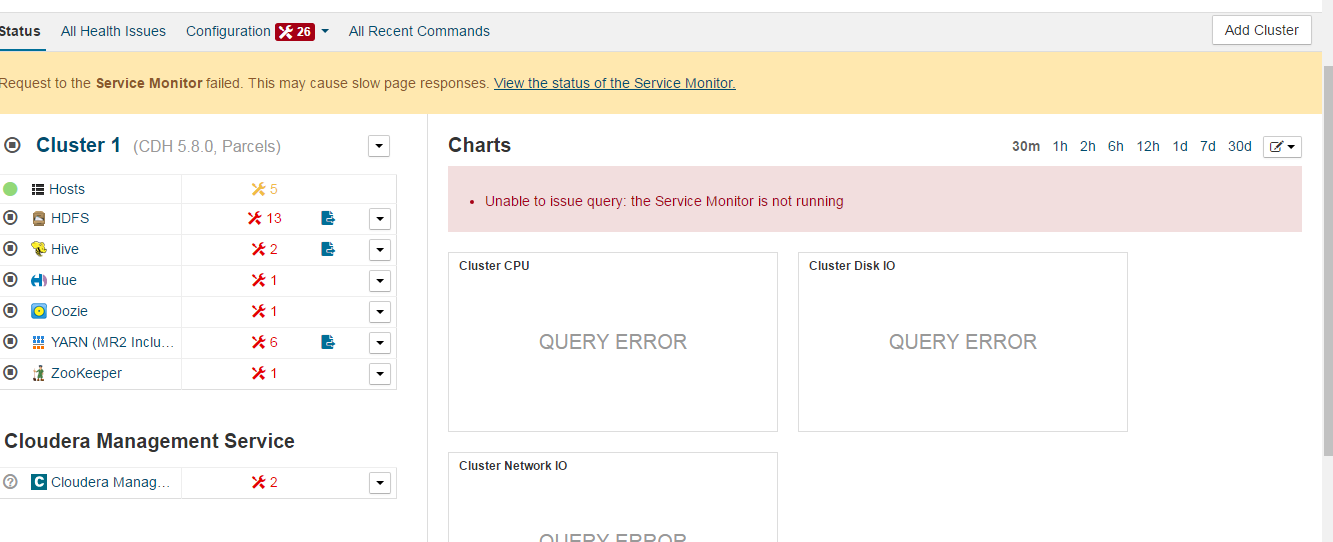 Status All Health Issues Configuration 26 All Recent Commands Add Cluster
Request to the Service Monitor failed. This may cause slow page responses. View the status of the Service Monitor.
Cluster 1 (CDH 5.8.0, Parcels)
Hosts 5
HDFS 13
Hive 2
Hue 1
Oozie 1
YARN (MR2 Inclu... 6
ZooKeeper 1
Cloudera Management Service
C Cloudera Manag... 2
Charts 30m 1h 2h 6h 12h 1d 7d 30d
Unable to issue query: the Service Monitor is not running
Cluster CPU
QUERY ERROR
Cluster Disk IO
QUERY ERROR
Cluster Network IO
QUERY ERROR